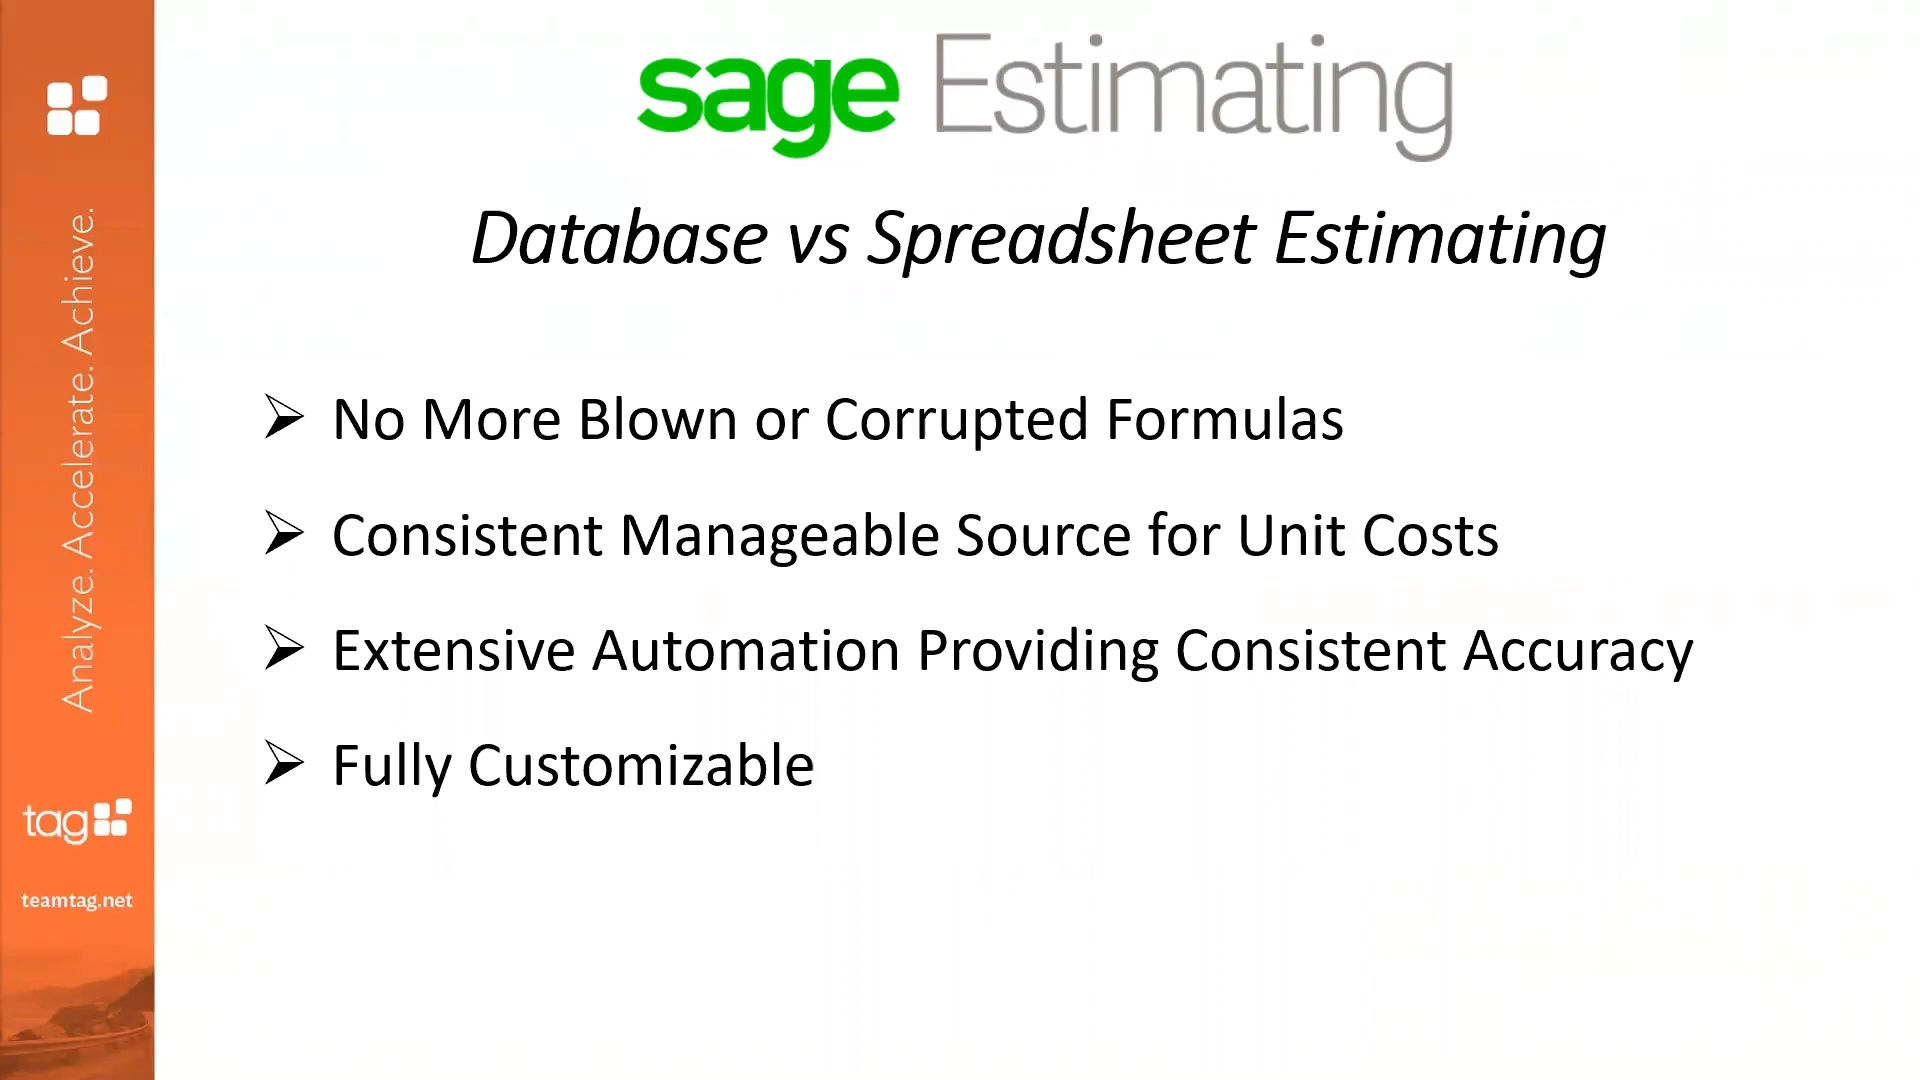 sage Estimating
Database vs Spreadsheet Estimating
➢ No More Blown or Corrupted Formulas
➢ Consistent Manageable Source for Unit Costs
➢ Extensive Automation Providing Consistent Accuracy
➢ Fully Customizable
Analyze. Accelerate. Achieve.
tag
teamtag.net